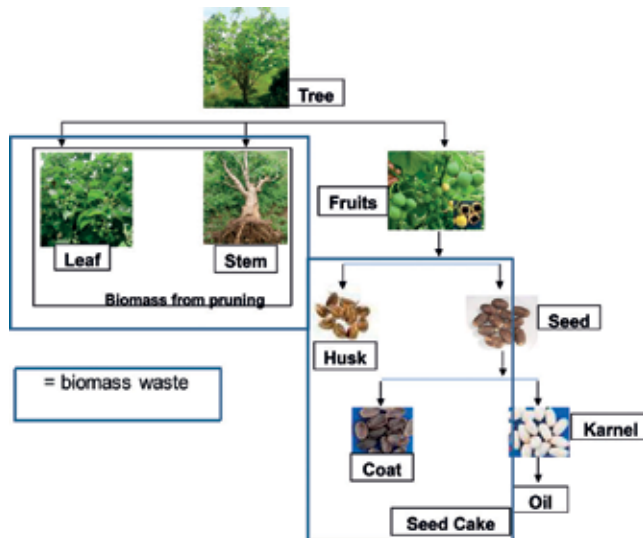 Tree
Fruits
Leaf
Stem
Biomass from pruning
Husk
Seed
= biomass waste
Coat
Karnel
Oil
Seed Cake